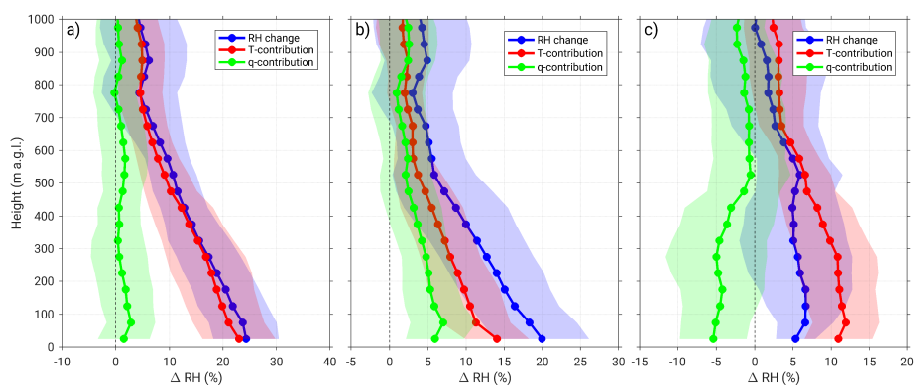 a)
RH change
T-contribution
q-contribution
Height (m a.g.l.)
1000
900
800
700
600
500
400
300
200
100
0
-10
0
10
20
30
40
Δ RH (%)
b)
RH change
T-contribution
q-contribution
-5
0
5
10
15
20
25
30
Δ RH (%)
c)
RH change
T-contribution
q-contribution
-15
-10
-5
0
5
10
15
20
Δ RH (%)